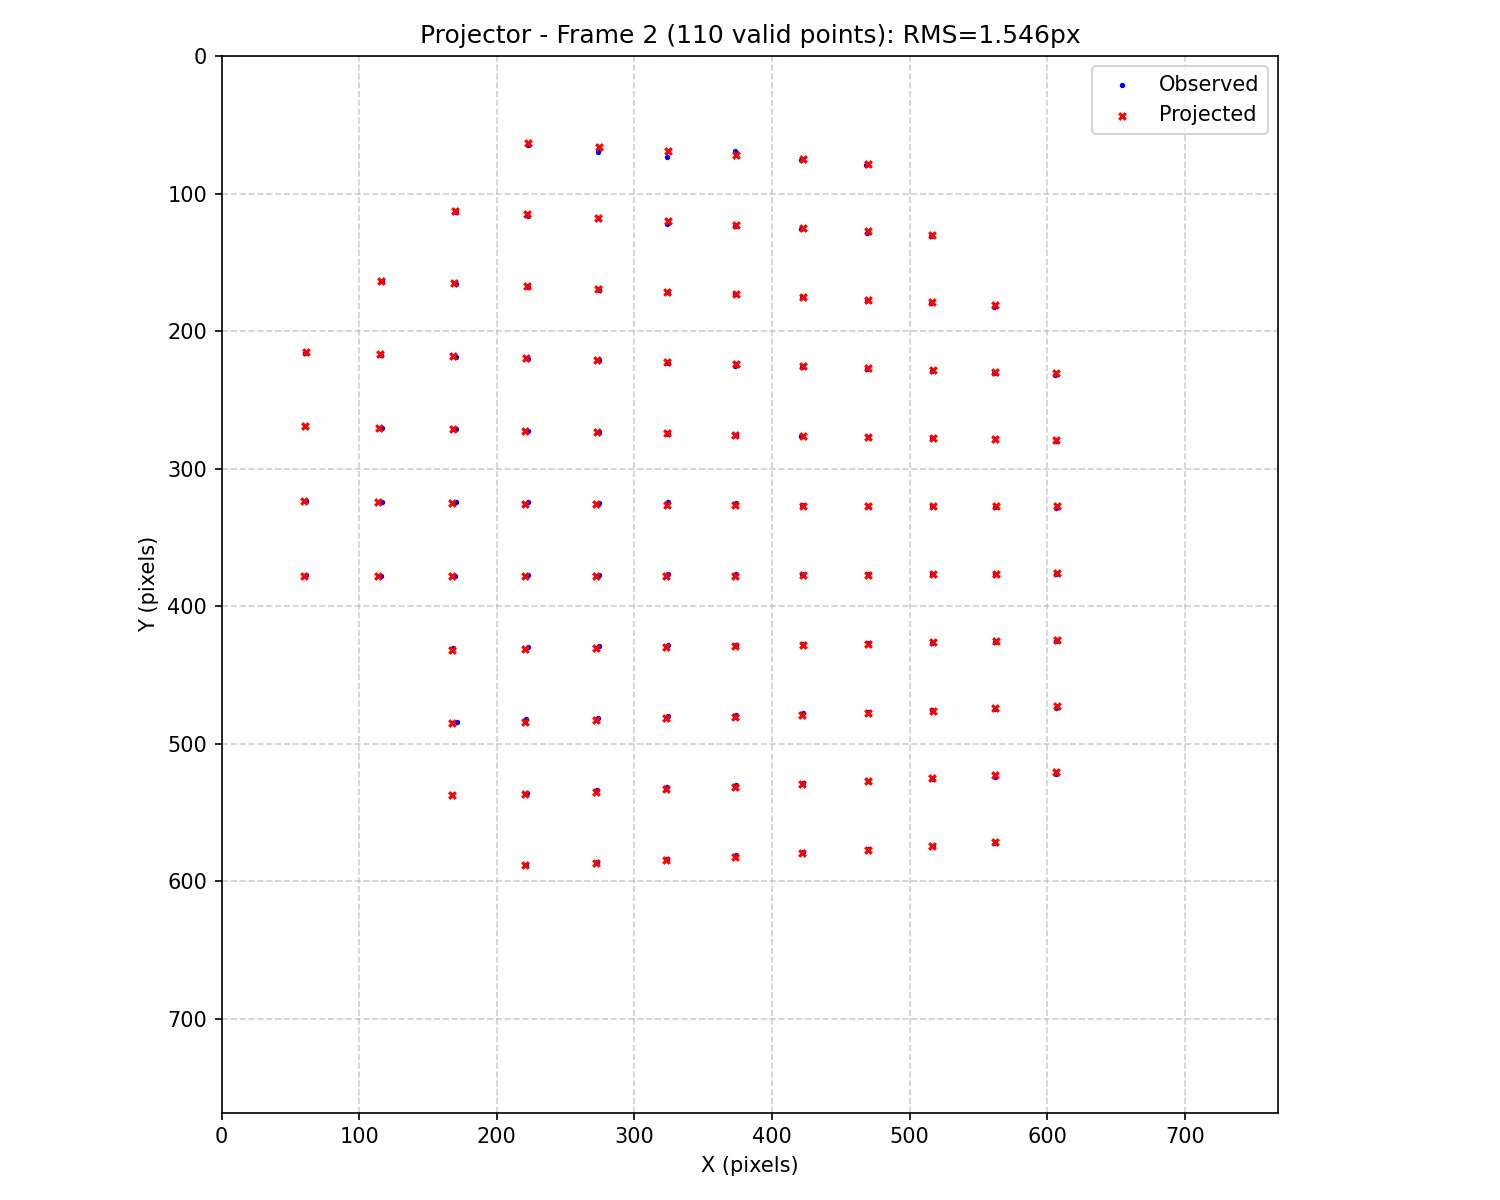 Projector - Frame 2 (110 valid points): RMS=1.546px
Observed
Projected
0
100
200
300
400
500
600
700
Y (pixels)
0 100 200 300 400 500 600 700
X (pixels)